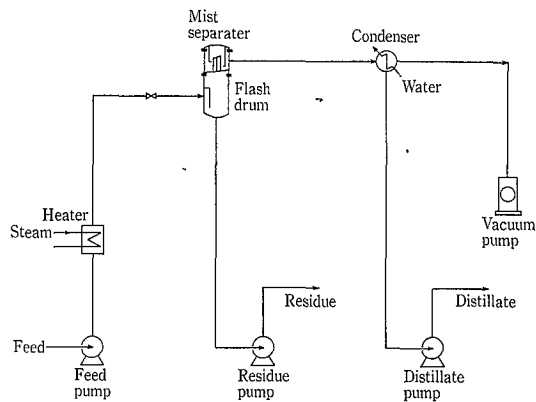 Mist
separater
Condenser
Flash
drum
Water
Heater
Steam
Vacuum
pump
Residue
Distillate
Feed
Feed
pump
Residue
pump
Distillate
pump